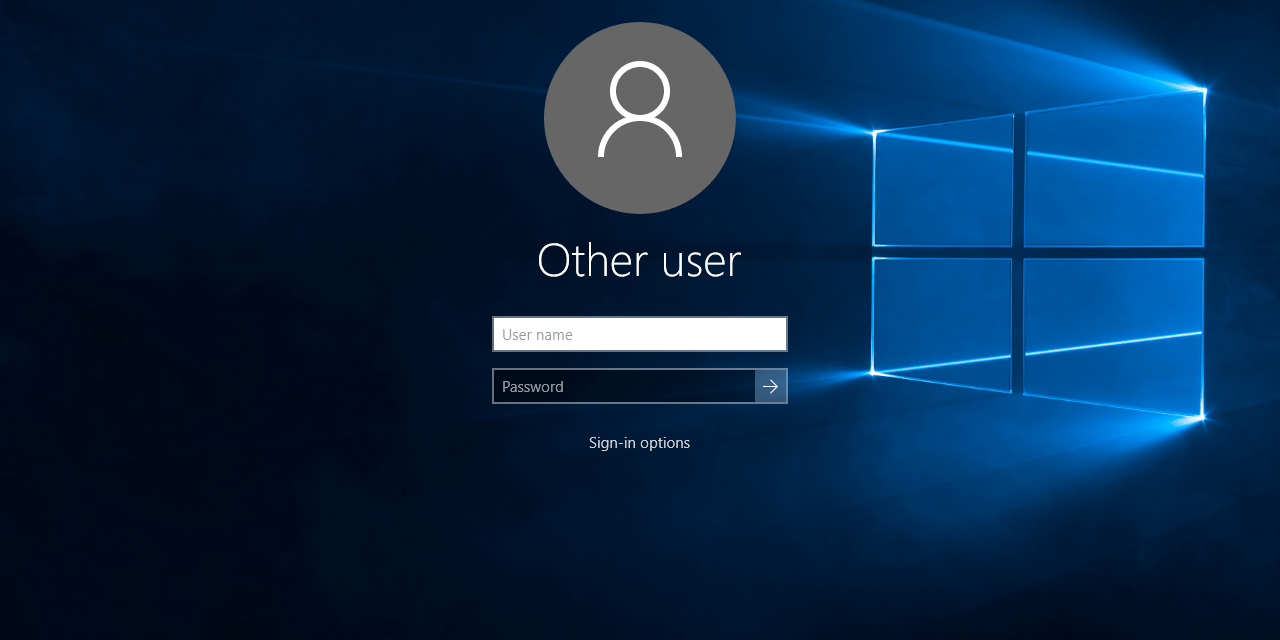 Other user
User name
Password
Sign-in options